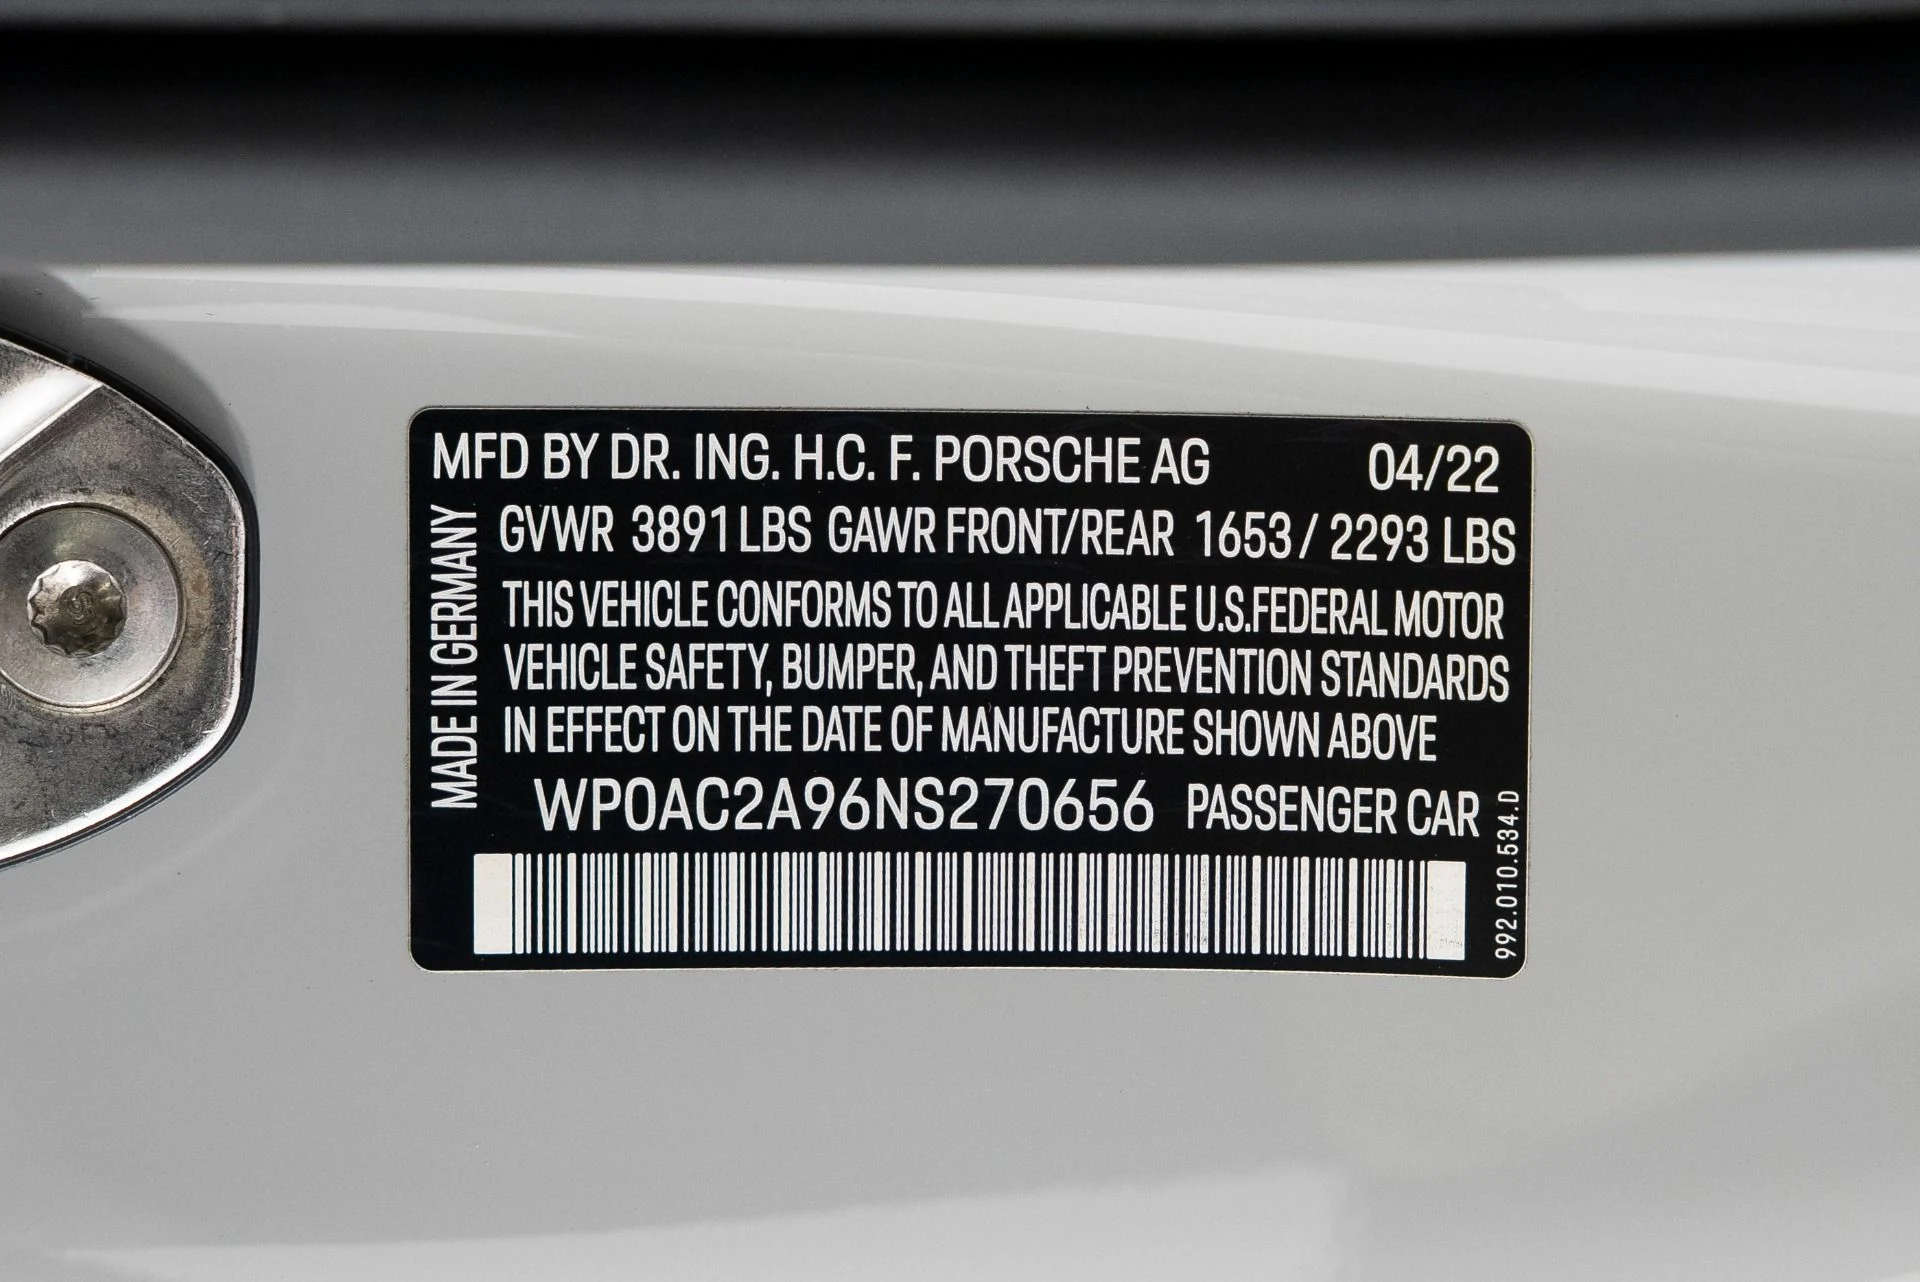 MFD BY DR. ING. H.C. F. PORSCHE AG 04/22
GVWR 3891 LBS GAWR FRONT/REAR 1653 / 2293 LBS
THIS VEHICLE CONFORMS TO ALL APPLICABLE U.S.FEDERAL MOTOR
VEHICLE SAFETY, BUMPER, AND THEFT PREVENTION STANDARDS
IN EFFECT ON THE DATE OF MANUFACTURE SHOWN ABOVE
WP0AC2A96NS270656 PASSENGER CAR
MADE IN GERMANY
992.010.534.D